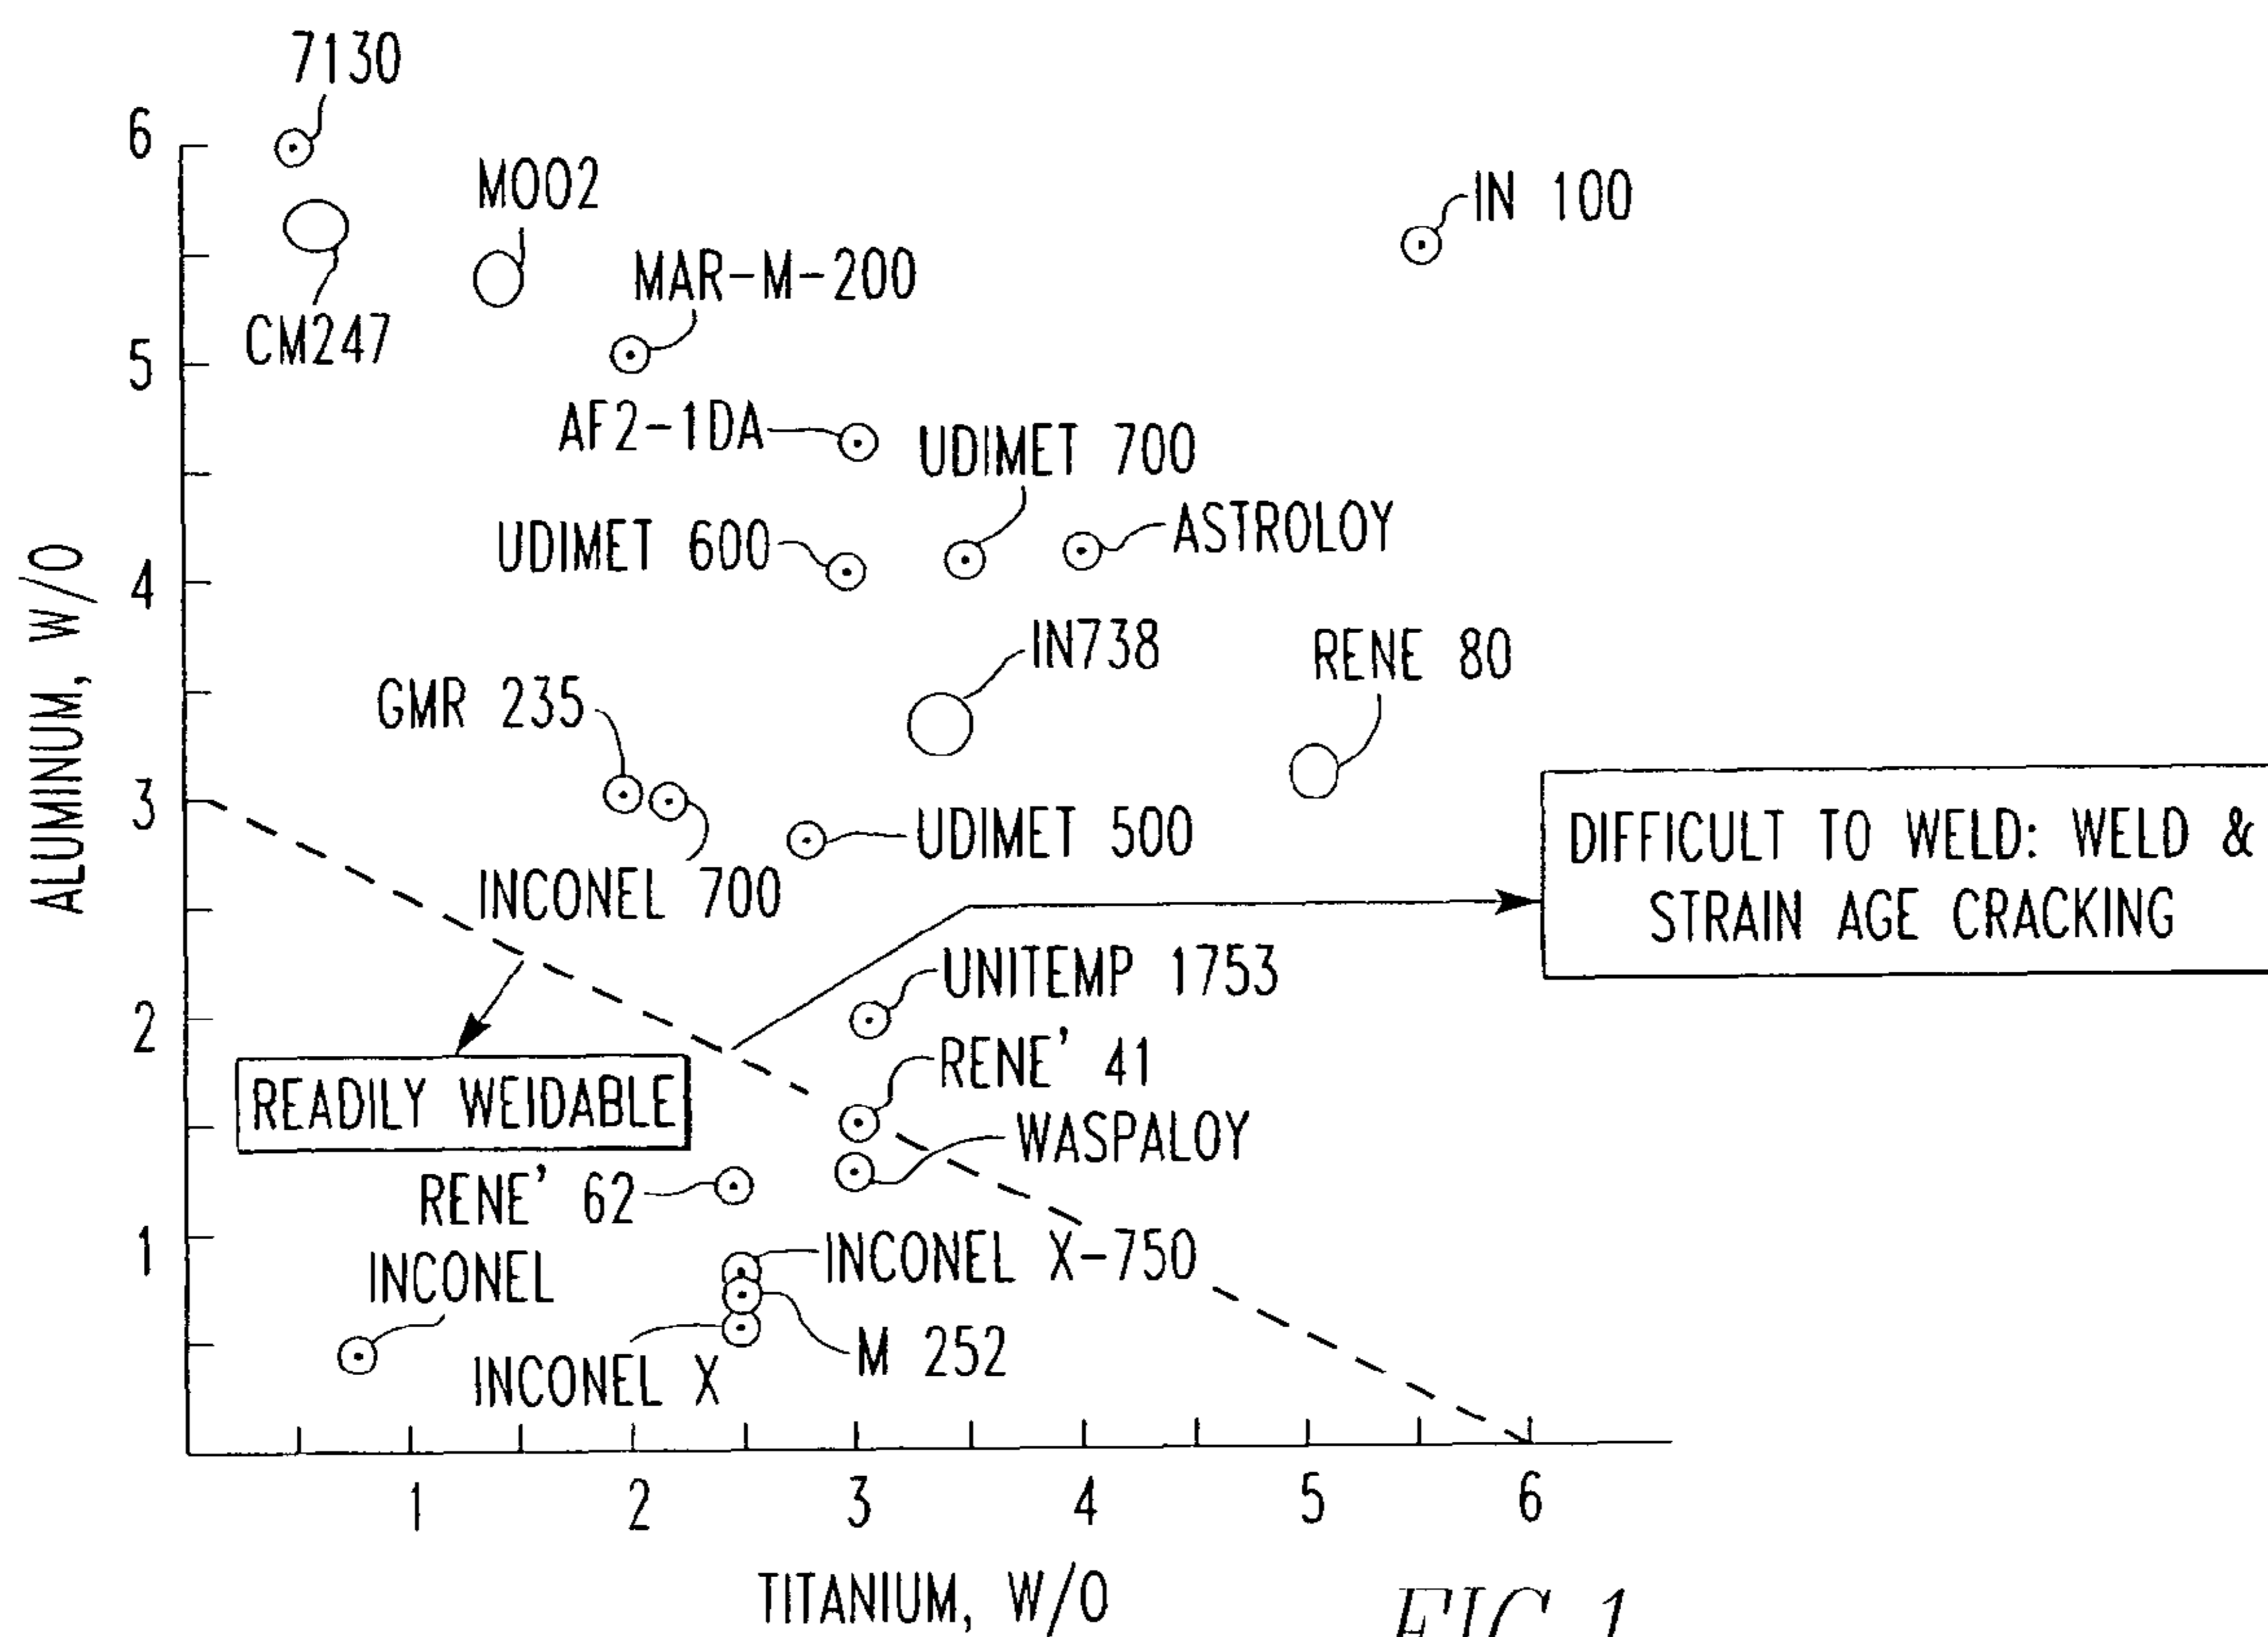 7130
6
M002
IN 100
MAR-M-200
CM247
5
AF2-1DA
UDIMET 700
ASTROLOY
UDIMET 600
4
ALUMINUM, W/O
IN738
RENE 80
GMR 235
3
UDIMET 500
DIFFICULT TO WELD: WELD &
STRAIN AGE CRACKING
INCONEL 700
UNITEMP 1753
2
RENE' 41
READILY WEIDABLE
WASPALOY
RENE' 62
1
INCONEL X-750
INCONEL
M 252
INCONEL X
1 2 3 4 5 6
TITANIUM, W/O
FIG. 1